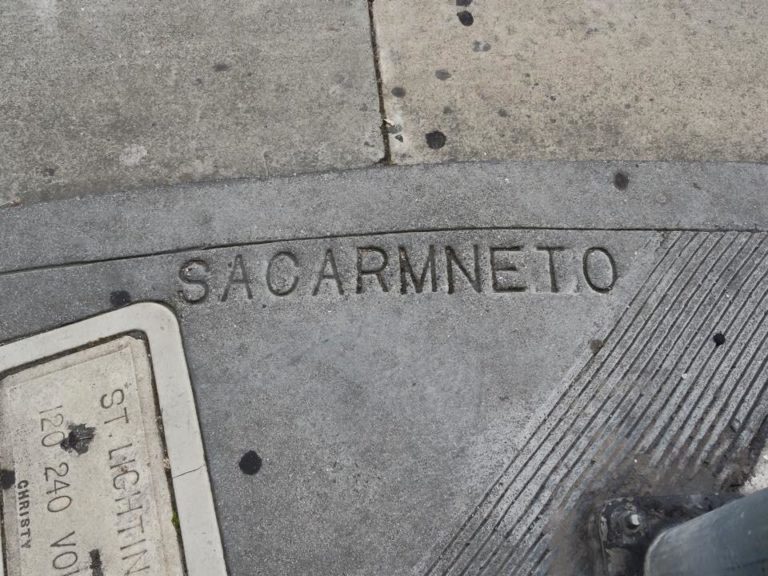 SACARMNETO
ST. LIGHTIN
120 240 VO
CHRISTY